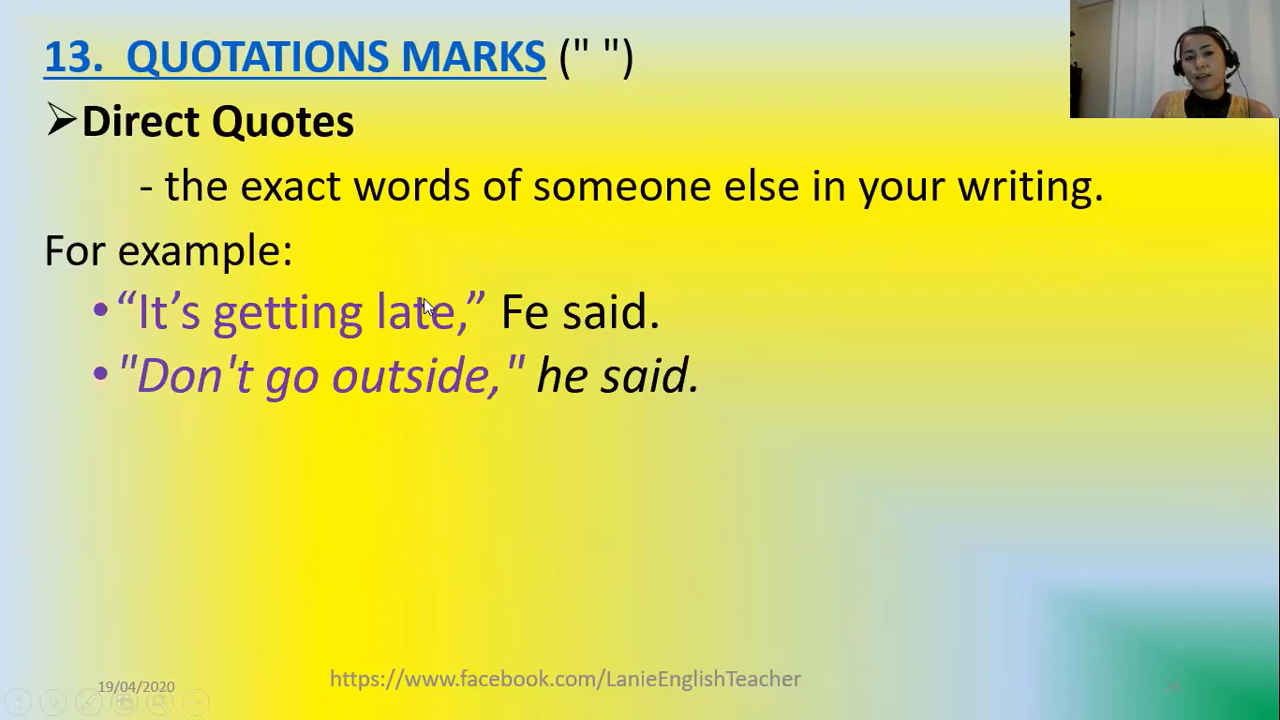 13. QUOTATIONS MARKS (" ")
➢Direct Quotes
- the exact words of someone else in your writing.
For example:
•“It’s getting late,” Fe said.
•"Don't go outside," he said.
19/04/2020
https://www.facebook.com/LanieEnglishTeacher